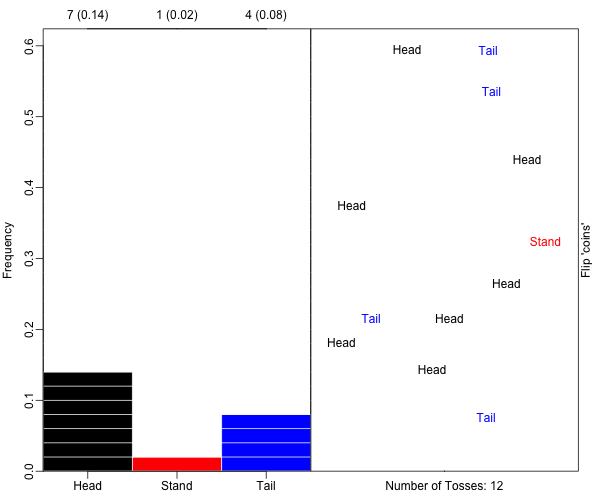 7 (0.14) 1 (0.02) 4 (0.08)
Frequency
0.6
0.5
0.4
0.3
0.2
0.1
0.0
Head Stand Tail
Head Tail
Tail
Head
Head
Stand
Head
Tail Head
Head
Head
Tail
Number of Tosses: 12
Flip 'coins'